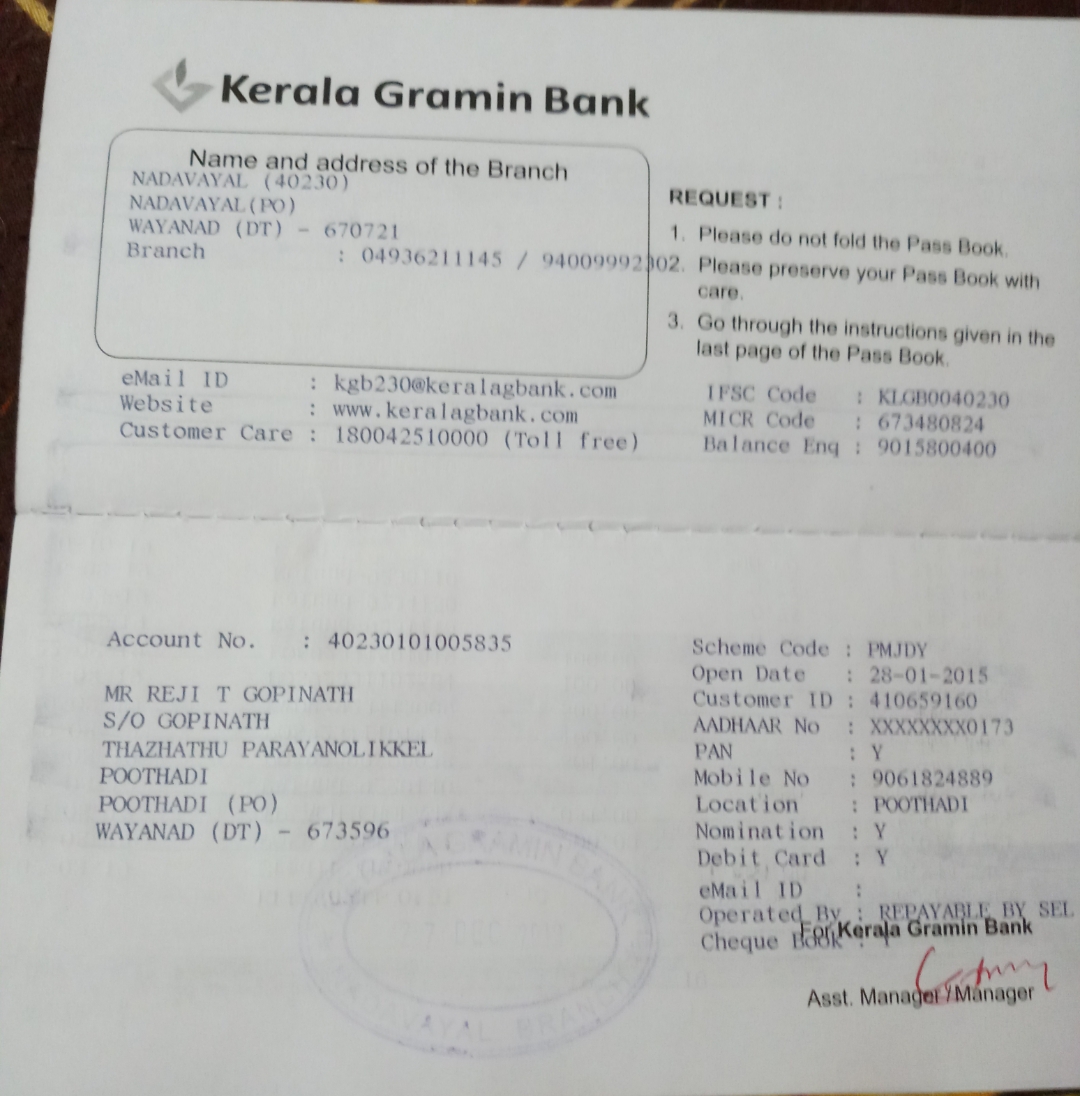 Kerala Gramin Bank
Name and address of the Branch
NADAVAYAL (40230)
NADAVAYAL(PO)
WAYANAD (DT) - 670721
Branch : 04936211145 / 9400999230
REQUEST :
1. Please do not fold the Pass Book.
2. Please preserve your Pass Book with
care.
3. Go through the instructions given in the
last page of the Pass Book.
eMail ID : kgb230@keralagbank.com
Website : www.keralagbank.com
Customer Care : 180042510000 (Toll free)
IFSC Code : KLGB0040230
MICR Code : 673480824
Balance Enq : 9015800400
Account No. : 40230101005835
MR REJI T GOPINATH
S/O GOPINATH
THAZHATHU PARAYANOLIKKEL
POOTHADI
POOTHADI (PO)
WAYANAD (DT) - 673596
Scheme Code : PMJDY
Open Date : 28-01-2015
Customer ID : 410659160
AADHAAR No : XXXXXXXX0173
PAN : Y
Mobile No : 9061824889
Location : POOTHADI
Nomination : Y
Debit Card : Y
eMail ID :
Operated By : REPAYABLE BY SEL
Cheque Book :
For Kerala Gramin Bank
Asst. Manager / Manager
GRAMIN BANK
NADAVAYAL BRANCH